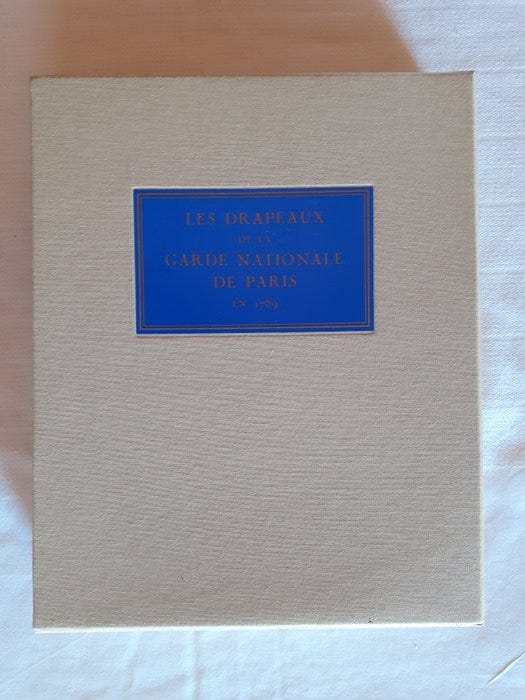 LES DRAPEAUX
DE LA
GARDE NATIONALE
DE PARIS
EN 1789